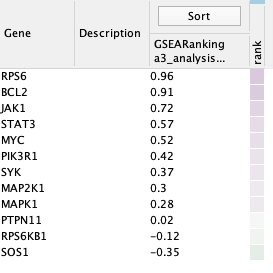 Sort
Gene Description GSEARanking a3_analysis... rank
RPS6 0.96
BCL2 0.91
JAK1 0.72
STAT3 0.57
MYC 0.52
PIK3R1 0.42
SYK 0.37
MAP2K1 0.3
MAPK1 0.28
PTPN11 0.02
RPS6KB1 -0.12
SOS1 -0.35